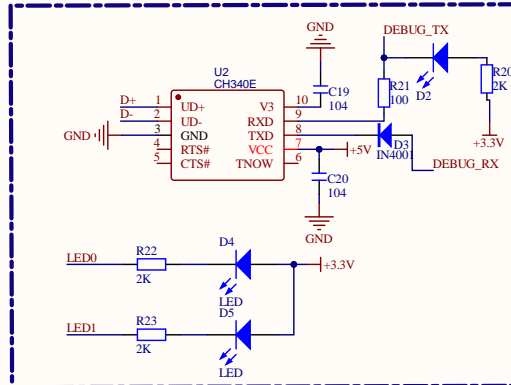 GND
DEBUG_TX
U2
CH340E
C19
104
R21
100
D2
R20
2K
+3.3V
D+ 1 UD+ V3 10
D- 2 UD- RXD 9
GND 3 GND TXD 8
4 RTS# VCC 7
5 CTS# TNOW 6
D3
IN4001
+5V
DEBUG_RX
C20
104
GND
LED0
R22
2K
D4
LED
+3.3V
LED1
R23
2K
D5
LED